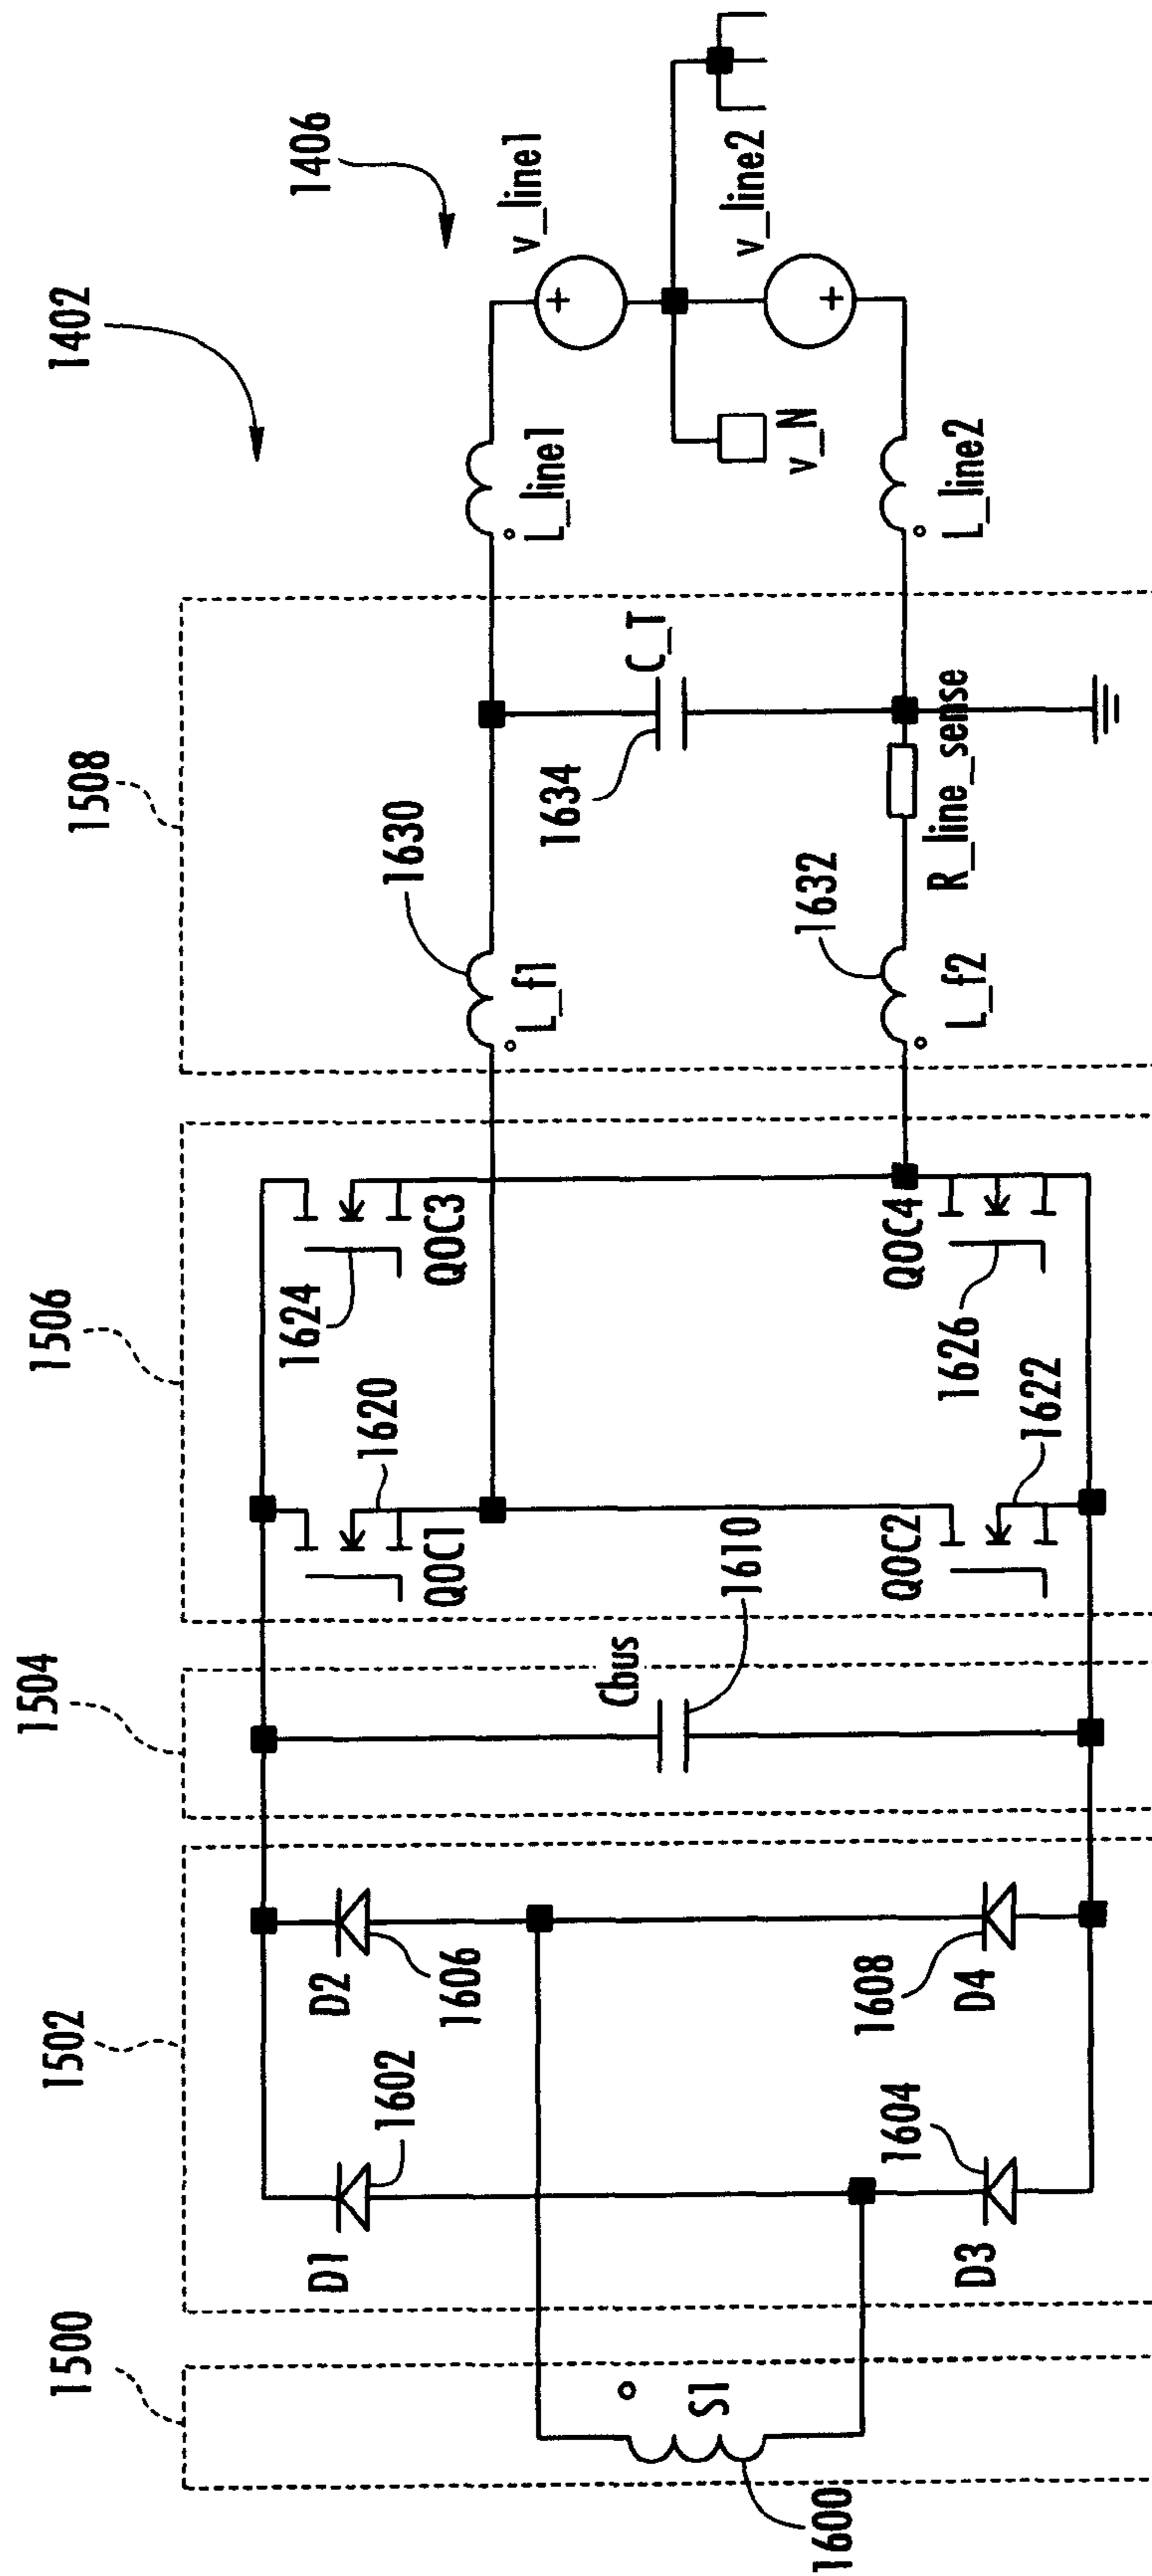 1402
1406
1500
1502
1504
1506
1508
v_line1
L_line1
1630
L_f1
C_T
1634
v_N
v_line2
L_line2
R_line_sense
1632
L_f2
1624
QOC3
1620
QOC1
QOC4
1626
QOC2
1622
Cbus
1610
D2
1606
D1
1602
1608
D4
1604
D3
S1
1600
+
+